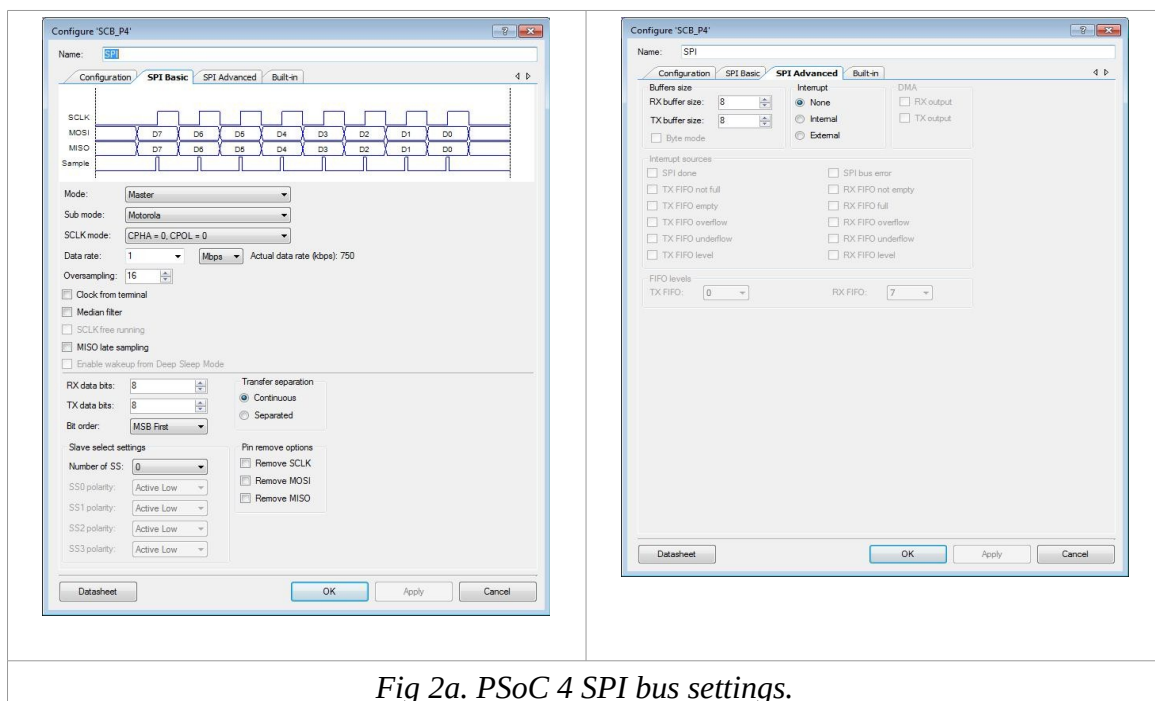 Configure 'SCB_P4'
Name: SPI
Configuration SPI Basic SPI Advanced Built-in
SCLK
MOSI D7 D6 D5 D4 D3 D2 D1 D0
MISO D7 D6 D5 D4 D3 D2 D1 D0
Sample
Mode: Master
Sub mode: Motorola
SCLK mode: CPHA = 0, CPOL = 0
Data rate: 1 Mbps Actual data rate (kbps): 750
Oversampling: 16
Clock from terminal
Median filter
SCLK free running
MISO late sampling
Enable wakeup from Deep Sleep Mode
RX data bits: 8
TX data bits: 8
Bit order: MSB First
Transfer separation
Continuous
Separated
Slave select settings
Number of SS: 0
SS0 polarity: Active Low
SS1 polarity: Active Low
SS2 polarity: Active Low
SS3 polarity: Active Low
Pin remove options
Remove SCLK
Remove MOSI
Remove MISO
Datasheet OK Apply Cancel
Configure 'SCB_P4'
Name: SPI
Configuration SPI Basic SPI Advanced Built-in
Buffers size
RX buffer size: 8
TX buffer size: 8
Byte mode
Interrupt
None
Internal
External
DMA
RX output
TX output
Interrupt sources
SPI done SPI bus error
TX FIFO not full RX FIFO not empty
TX FIFO empty RX FIFO full
TX FIFO overflow RX FIFO overflow
TX FIFO underflow RX FIFO underflow
TX FIFO level RX FIFO level
FIFO levels
TX FIFO: 0 RX FIFO: 7
Datasheet OK Apply Cancel
Fig 2a. PSoC 4 SPI bus settings.